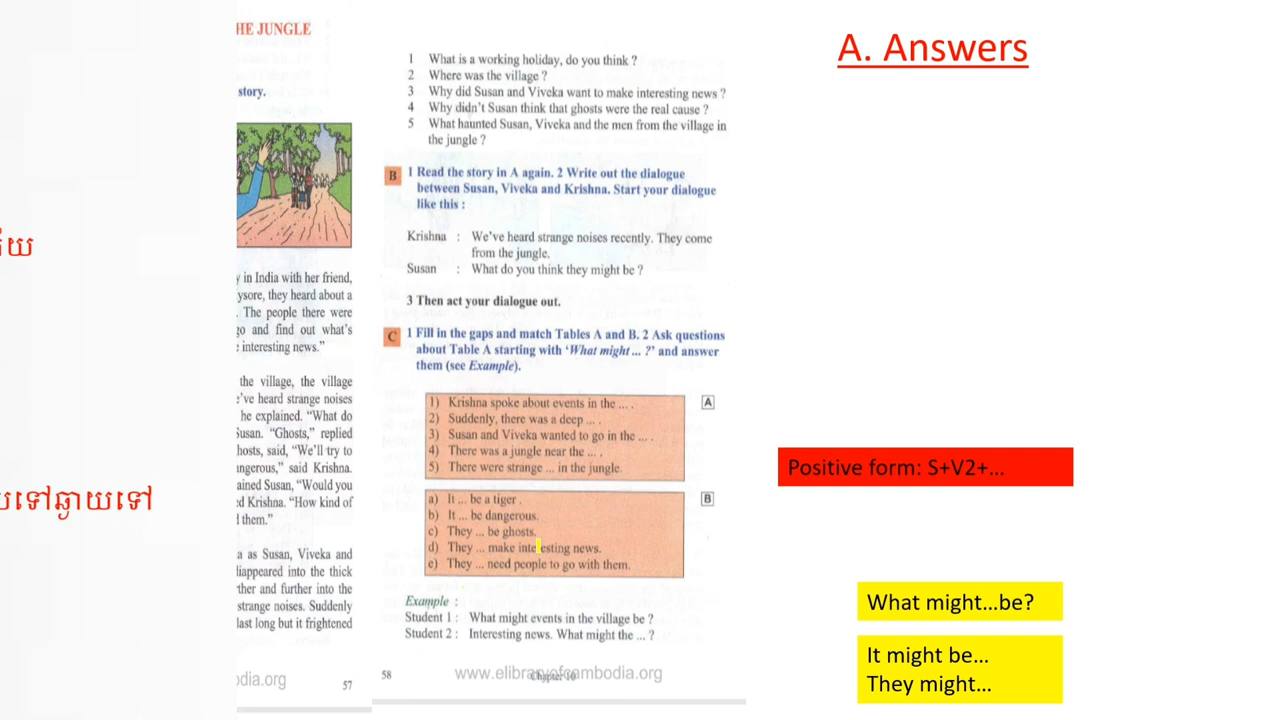 HE JUNGLE
story.
ទៅឆ្ងាយទៅ
y in India with her friend,
ysore, they heard about a
. The people there were
go and find out what's
interesting news."
the village, the village
've heard strange noises
he explained. "What do
Susan. "Ghosts," replied
hosts, said, "We'll try to
angerous," said Krishna.
ained Susan, "Would you
ed Krishna. "How kind of
them."
a as Susan, Viveka and
disappeared into the thick
ther and further into the
strange noises. Suddenly
last long but it frightened
dia.org
57
1 What is a working holiday, do you think ?
2 Where was the village ?
3 Why did Susan and Viveka want to make interesting news ?
4 Why didn't Susan think that ghosts were the real cause ?
5 What haunted Susan, Viveka and the men from the village in
the jungle ?
B 1 Read the story in A again. 2 Write out the dialogue
between Susan, Viveka and Krishna. Start your dialogue
like this :
Krishna : We've heard strange noises recently. They come
from the jungle.
Susan : What do you think they might be ?
3 Then act your dialogue out.
C 1 Fill in the gaps and match Tables A and B. 2 Ask questions
about Table A starting with 'What might ... ?' and answer
them (see Example).
A
1) Krishna spoke about events in the ... .
2) Suddenly, there was a deep ... .
3) Susan and Viveka wanted to go in the ... .
4) There was a jungle near the ... .
5) There were strange ... in the jungle.
B
a) It ... be a tiger .
b) It ... be dangerous.
c) They ... be ghosts.
d) They ... make interesting news.
e) They ... need people to go with them.
Example :
Student 1 : What might events in the village be ?
Student 2 : Interesting news. What might the ... ?
58
www.elibraryofcambodia.org
A. Answers
Positive form: S+V2+...
What might...be?
It might be...
They might...